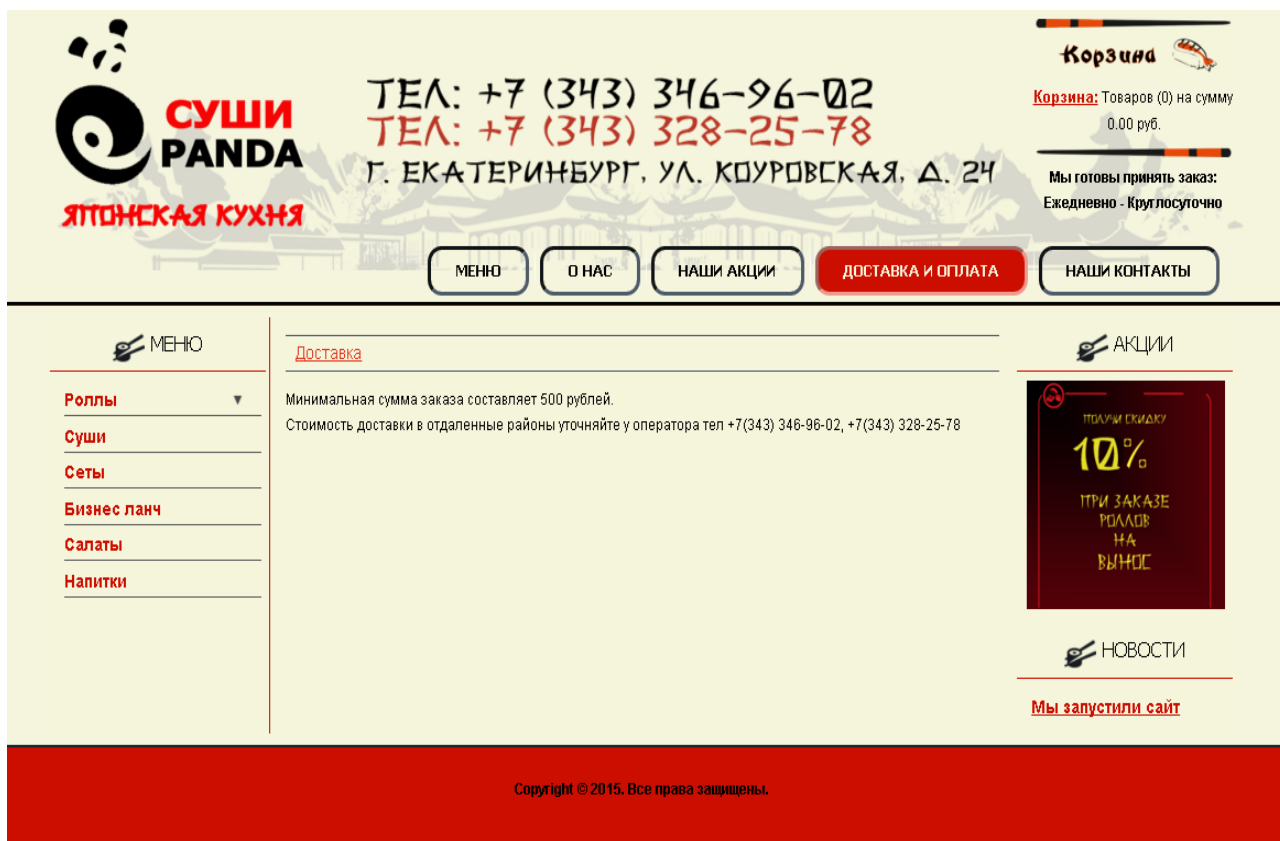 СУШИ
PANDA
ЯПОНСКАЯ КУХНЯ
ТЕЛ: +7 (343) 346-96-02
ТЕЛ: +7 (343) 328-25-78
Г. ЕКАТЕРИНБУРГ, УЛ. КОУРОВСКАЯ, Д. 24
Корзина
Корзина: Товаров (0) на сумму
0.00 руб.
Мы готовы принять заказ:
Ежедневно - Круглосуточно
МЕНЮ
О НАС
НАШИ АКЦИИ
ДОСТАВКА И ОПЛАТА
НАШИ КОНТАКТЫ
МЕНЮ
Роллы ▼
Суши
Сеты
Бизнес ланч
Салаты
Напитки
Доставка
Минимальная сумма заказа составляет 500 рублей.
Стоимость доставки в отдаленные районы уточняйте у оператора тел +7(343) 346-96-02, +7(343) 328-25-78
АКЦИИ
ПОЛУЧИ СКИДКУ
10%
ПРИ ЗАКАЗЕ
РОЛЛОВ
НА
ВЫНОС
НОВОСТИ
Мы запустили сайт
Copyright © 2015. Все права защищены.